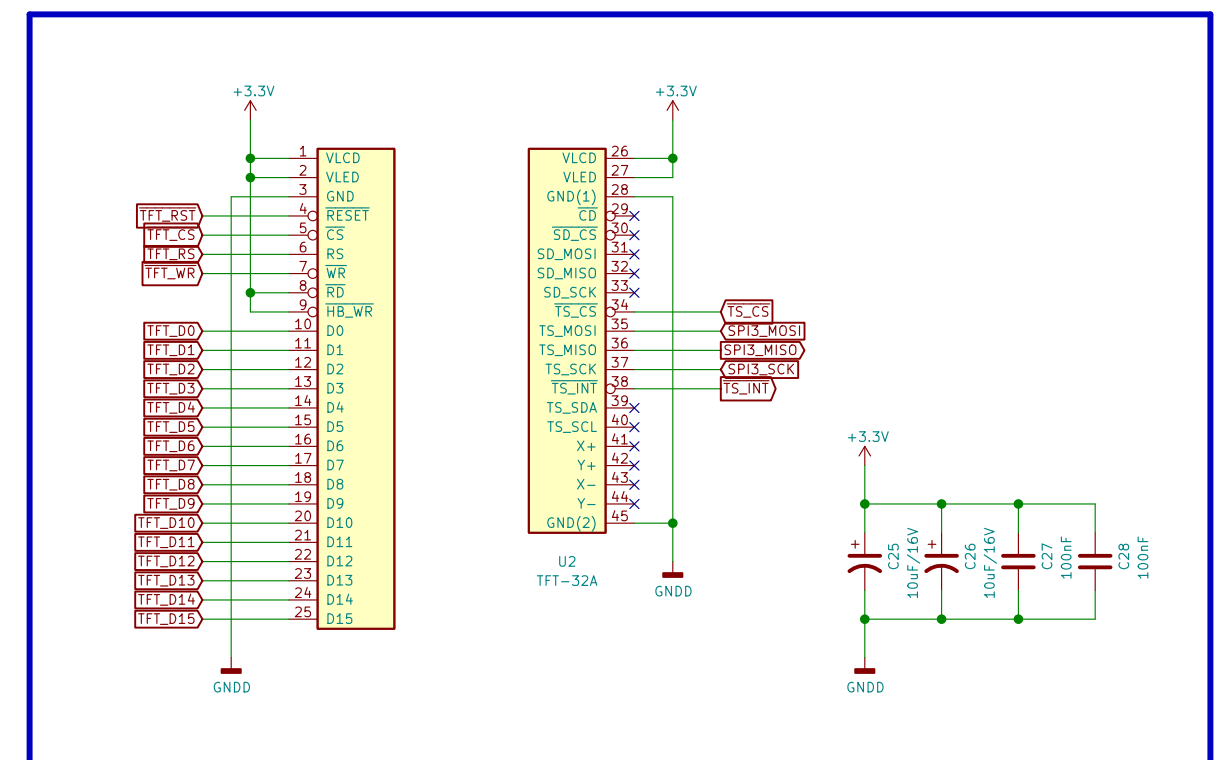 +3.3V
1 VLCD
2 VLED
3 GND
TFT_RST 4 RESET
TFT_CS 5 CS
TFT_RS 6 RS
TFT_WR 7 WR
8 RD
9 HB_WR
TFT_D0 10 D0
TFT_D1 11 D1
TFT_D2 12 D2
TFT_D3 13 D3
TFT_D4 14 D4
TFT_D5 15 D5
TFT_D6 16 D6
TFT_D7 17 D7
TFT_D8 18 D8
TFT_D9 19 D9
TFT_D10 20 D10
TFT_D11 21 D11
TFT_D12 22 D12
TFT_D13 23 D13
TFT_D14 24 D14
TFT_D15 25 D15
GNDD
+3.3V
VLCD 26
VLED 27
GND(1) 28
CD 29
SD_CS 30
SD_MOSI 31
SD_MISO 32
SD_SCK 33
TS_CS 34 TS_CS
TS_MOSI 35 SPI3_MOSI
TS_MISO 36 SPI3_MISO
TS_SCK 37 SPI3_SCK
TS_INT 38 TS_INT
TS_SDA 39
TS_SCL 40
X+ 41
Y+ 42
X- 43
Y- 44
GND(2) 45
U2
TFT-32A
GNDD
+3.3V
+ C25
10uF/16V
+ C26
10uF/16V
C27
100nF
C28
100nF
GNDD